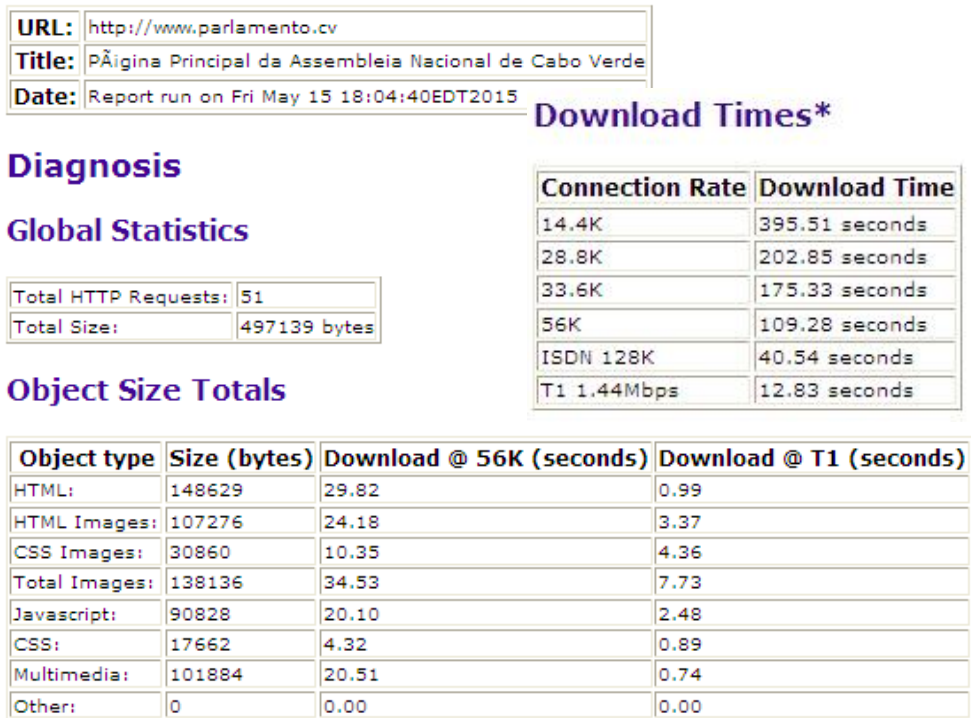 URL: http://www.parlamento.cv
Title: PÃigina Principal da Assembleia Nacional de Cabo Verde
Date: Report run on Fri May 15 18:04:40EDT2015
Diagnosis
Global Statistics
Total HTTP Requests: 51
Total Size: 497139 bytes
Download Times*
Connection Rate Download Time
14.4K 395.51 seconds
28.8K 202.85 seconds
33.6K 175.33 seconds
56K 109.28 seconds
ISDN 128K 40.54 seconds
T1 1.44Mbps 12.83 seconds
Object Size Totals
Object type Size (bytes) Download @ 56K (seconds) Download @ T1 (seconds)
HTML: 148629 29.82 0.99
HTML Images: 107276 24.18 3.37
CSS Images: 30860 10.35 4.36
Total Images: 138136 34.53 7.73
Javascript: 90828 20.10 2.48
CSS: 17662 4.32 0.89
Multimedia: 101884 20.51 0.74
Other: 0 0.00 0.00